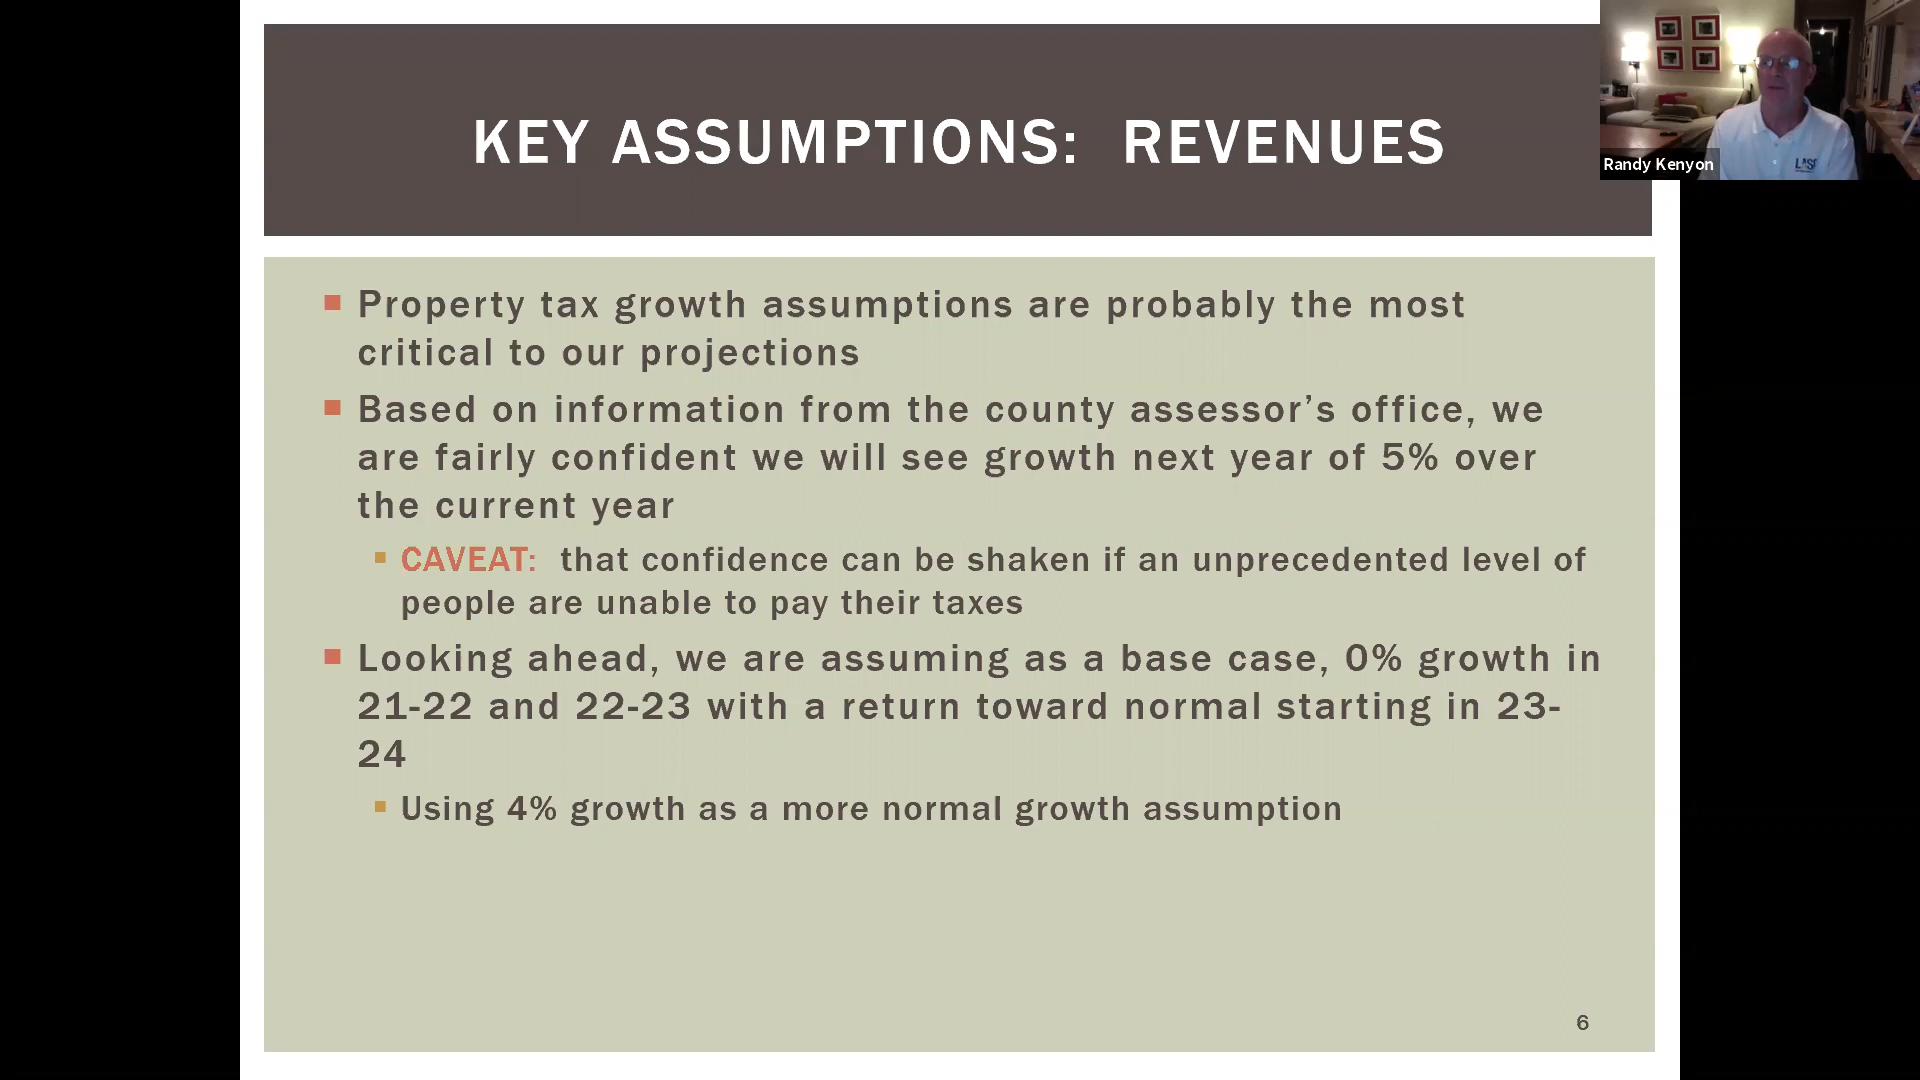 KEY ASSUMPTIONS: REVENUES
Randy Kenyon
Property tax growth assumptions are probably the most
critical to our projections
Based on information from the county assessor’s office, we
are fairly confident we will see growth next year of 5% over
the current year
CAVEAT: that confidence can be shaken if an unprecedented level of
people are unable to pay their taxes
Looking ahead, we are assuming as a base case, 0% growth in
21-22 and 22-23 with a return toward normal starting in 23-
24
Using 4% growth as a more normal growth assumption
6